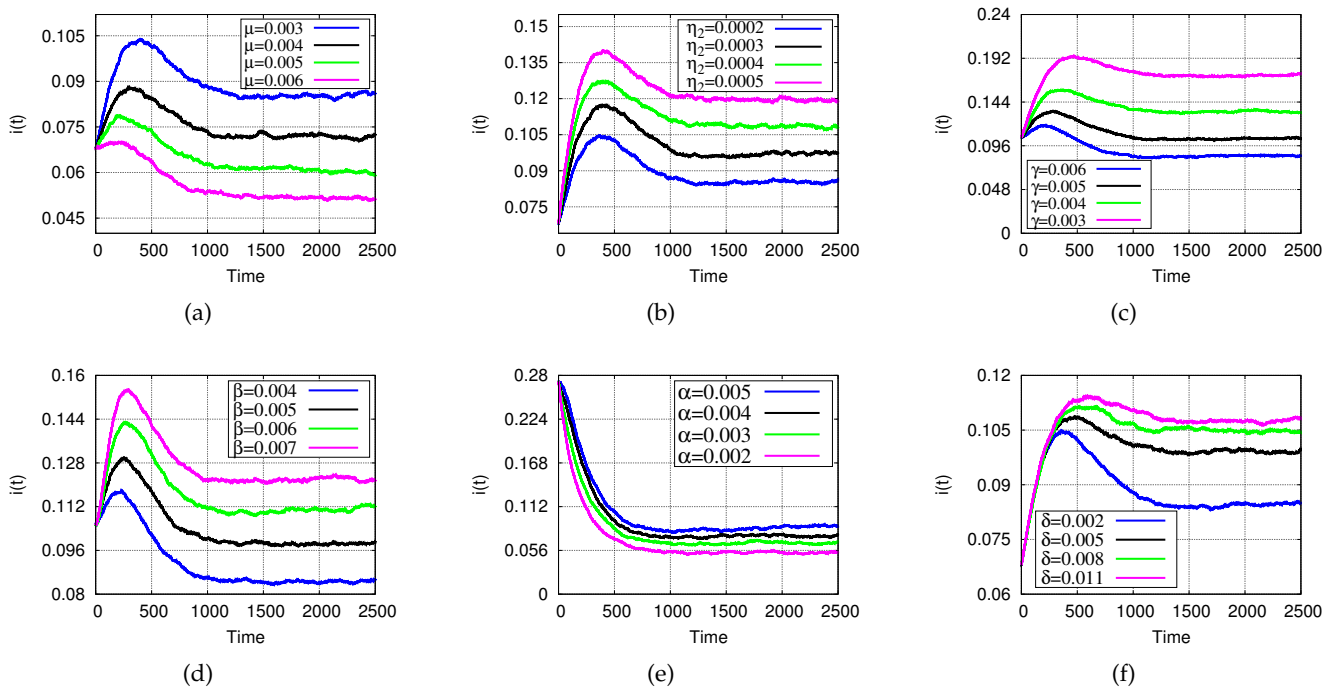 i(t)
0.105
0.09
0.075
0.06
0.045
μ=0.003
μ=0.004
μ=0.005
μ=0.006
0 500 1000 1500 2000 2500
Time
(a)
i(t)
0.15
0.135
0.12
0.105
0.09
0.075
η2=0.0002
η2=0.0003
η2=0.0004
η2=0.0005
0 500 1000 1500 2000 2500
Time
(b)
i(t)
0.24
0.192
0.144
0.096
0.048
0
γ=0.006
γ=0.005
γ=0.004
γ=0.003
0 500 1000 1500 2000 2500
Time
(c)
i(t)
0.16
0.144
0.128
0.112
0.096
0.08
β=0.004
β=0.005
β=0.006
β=0.007
0 500 1000 1500 2000 2500
Time
(d)
i(t)
0.28
0.224
0.168
0.112
0.056
0
α=0.005
α=0.004
α=0.003
α=0.002
0 500 1000 1500 2000 2500
Time
(e)
i(t)
0.12
0.105
0.09
0.075
0.06
δ=0.002
δ=0.005
δ=0.008
δ=0.011
0 500 1000 1500 2000 2500
Time
(f)